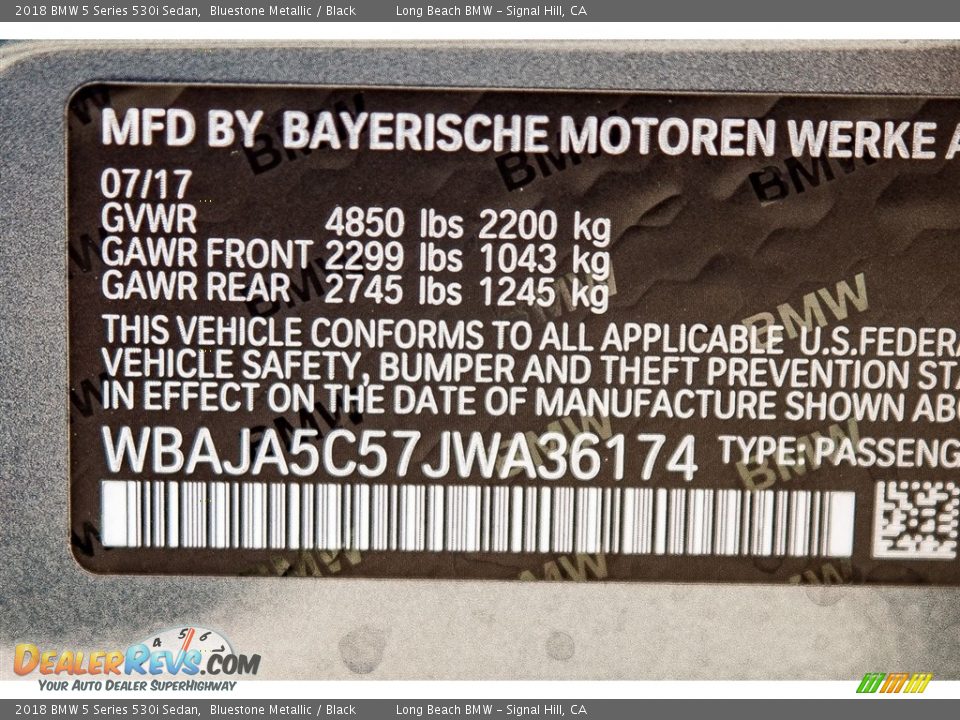 2018 BMW 5 Series 530i Sedan, Bluestone Metallic / Black Long Beach BMW – Signal Hill, CA
MFD BY BAYERISCHE MOTOREN WERKE A
07/17
GVWR 4850 lbs 2200 kg
GAWR FRONT 2299 lbs 1043 kg
GAWR REAR 2745 lbs 1245 kg
THIS VEHICLE CONFORMS TO ALL APPLICABLE U.S.FEDERA
VEHICLE SAFETY, BUMPER AND THEFT PREVENTION STA
IN EFFECT ON THE DATE OF MANUFACTURE SHOWN ABO
WBAJA5C57JWA36174 TYPE: PASSENG
4 5 6
DEALERREVS.COM
YOUR AUTO DEALER SUPERHIGHWAY
2018 BMW 5 Series 530i Sedan, Bluestone Metallic / Black Long Beach BMW – Signal Hill, CA